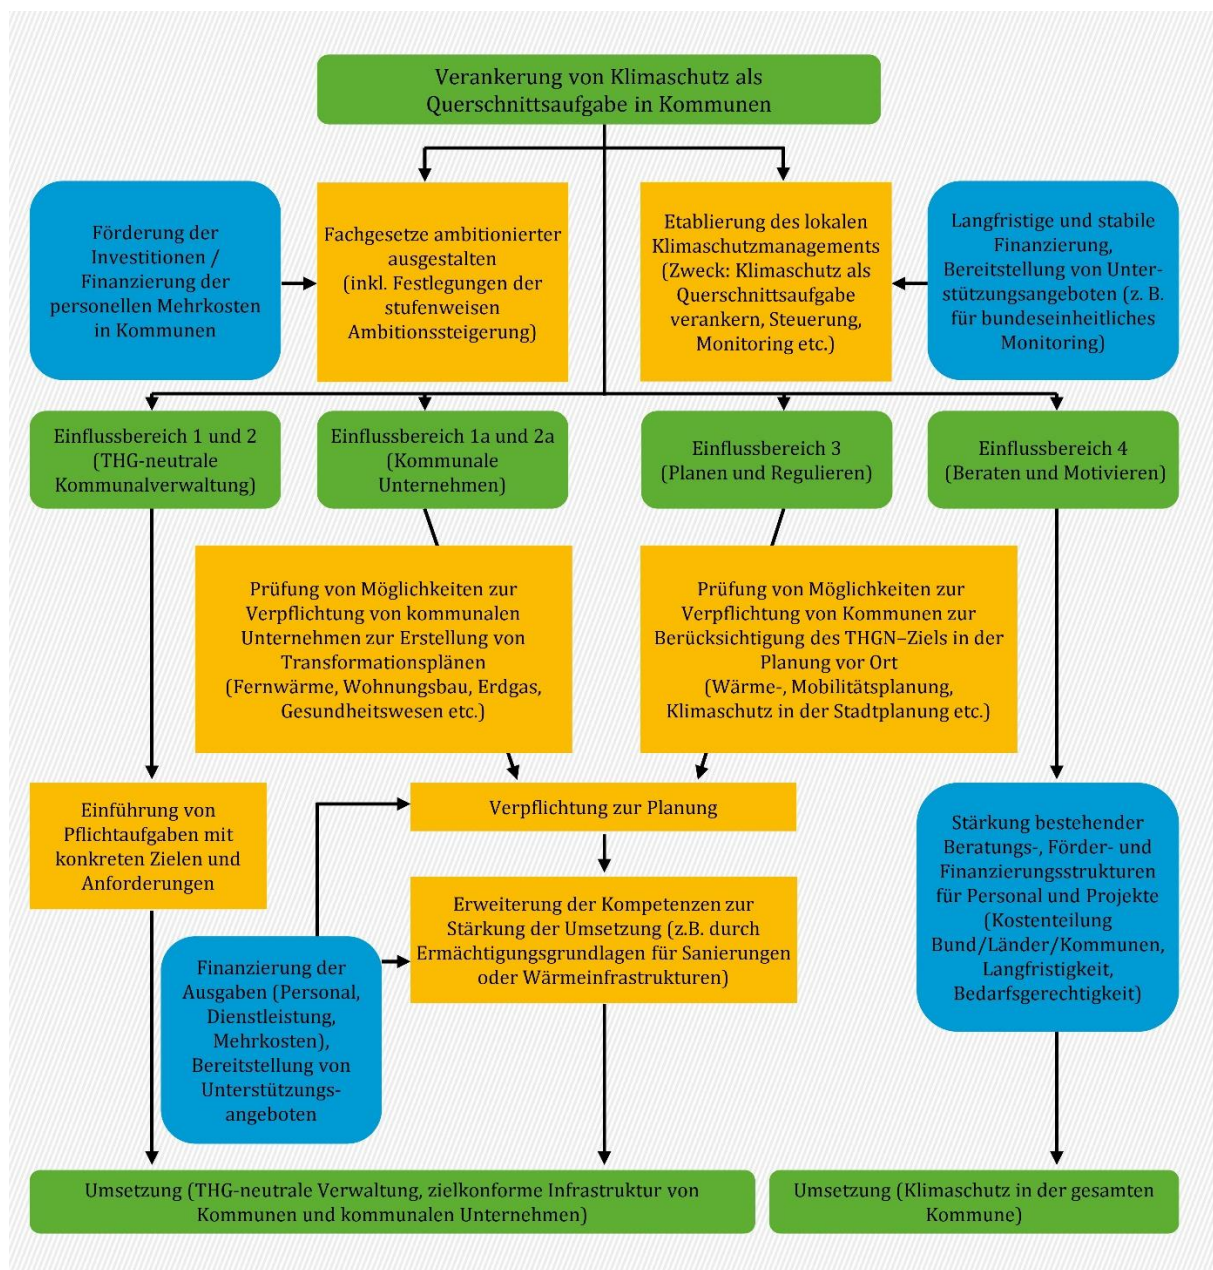 Verankerung von Klimaschutz als
Querschnittsaufgabe in Kommunen
Förderung der
Investitionen /
Finanzierung der
personellen Mehrkosten
in Kommunen
Fachgesetze ambitionierter
ausgestalten
(inkl. Festlegungen der
stufenweisen
Ambitionssteigerung)
Etablierung des lokalen
Klimaschutzmanagements
(Zweck: Klimaschutz als
Querschnittsaufgabe
verankern, Steuerung,
Monitoring etc.)
Langfristige und stabile
Finanzierung,
Bereitstellung von Unter-
stützungsangeboten (z. B.
für bundeseinheitliches
Monitoring)
Einflussbereich 1 und 2
(THG-neutrale
Kommunalverwaltung)
Einflussbereich 1a und 2a
(Kommunale
Unternehmen)
Einflussbereich 3
(Planen und Regulieren)
Einflussbereich 4
(Beraten und Motivieren)
Prüfung von Möglichkeiten zur
Verpflichtung von kommunalen
Unternehmen zur Erstellung von
Transformationsplänen
(Fernwärme, Wohnungsbau, Erdgas,
Gesundheitswesen etc.)
Prüfung von Möglichkeiten zur
Verpflichtung von Kommunen zur
Berücksichtigung des THGN–Ziels in der
Planung vor Ort
(Wärme-, Mobilitätsplanung,
Klimaschutz in der Stadtplanung etc.)
Einführung von
Pflichtaufgaben mit
konkreten Zielen und
Anforderungen
Verpflichtung zur Planung
Stärkung bestehender
Beratungs-, Förder- und
Finanzierungsstrukturen
für Personal und Projekte
(Kostenteilung
Bund/Länder/Kommunen,
Langfristigkeit,
Bedarfsgerechtigkeit)
Erweiterung der Kompetenzen zur
Stärkung der Umsetzung (z.B. durch
Ermächtigungsgrundlagen für Sanierungen
oder Wärmeinfrastrukturen)
Finanzierung der
Ausgaben (Personal,
Dienstleistung,
Mehrkosten),
Bereitstellung von
Unterstützungs-
angeboten
Umsetzung (THG-neutrale Verwaltung, zielkonforme Infrastruktur von
Kommunen und kommunalen Unternehmen)
Umsetzung (Klimaschutz in der gesamten
Kommune)